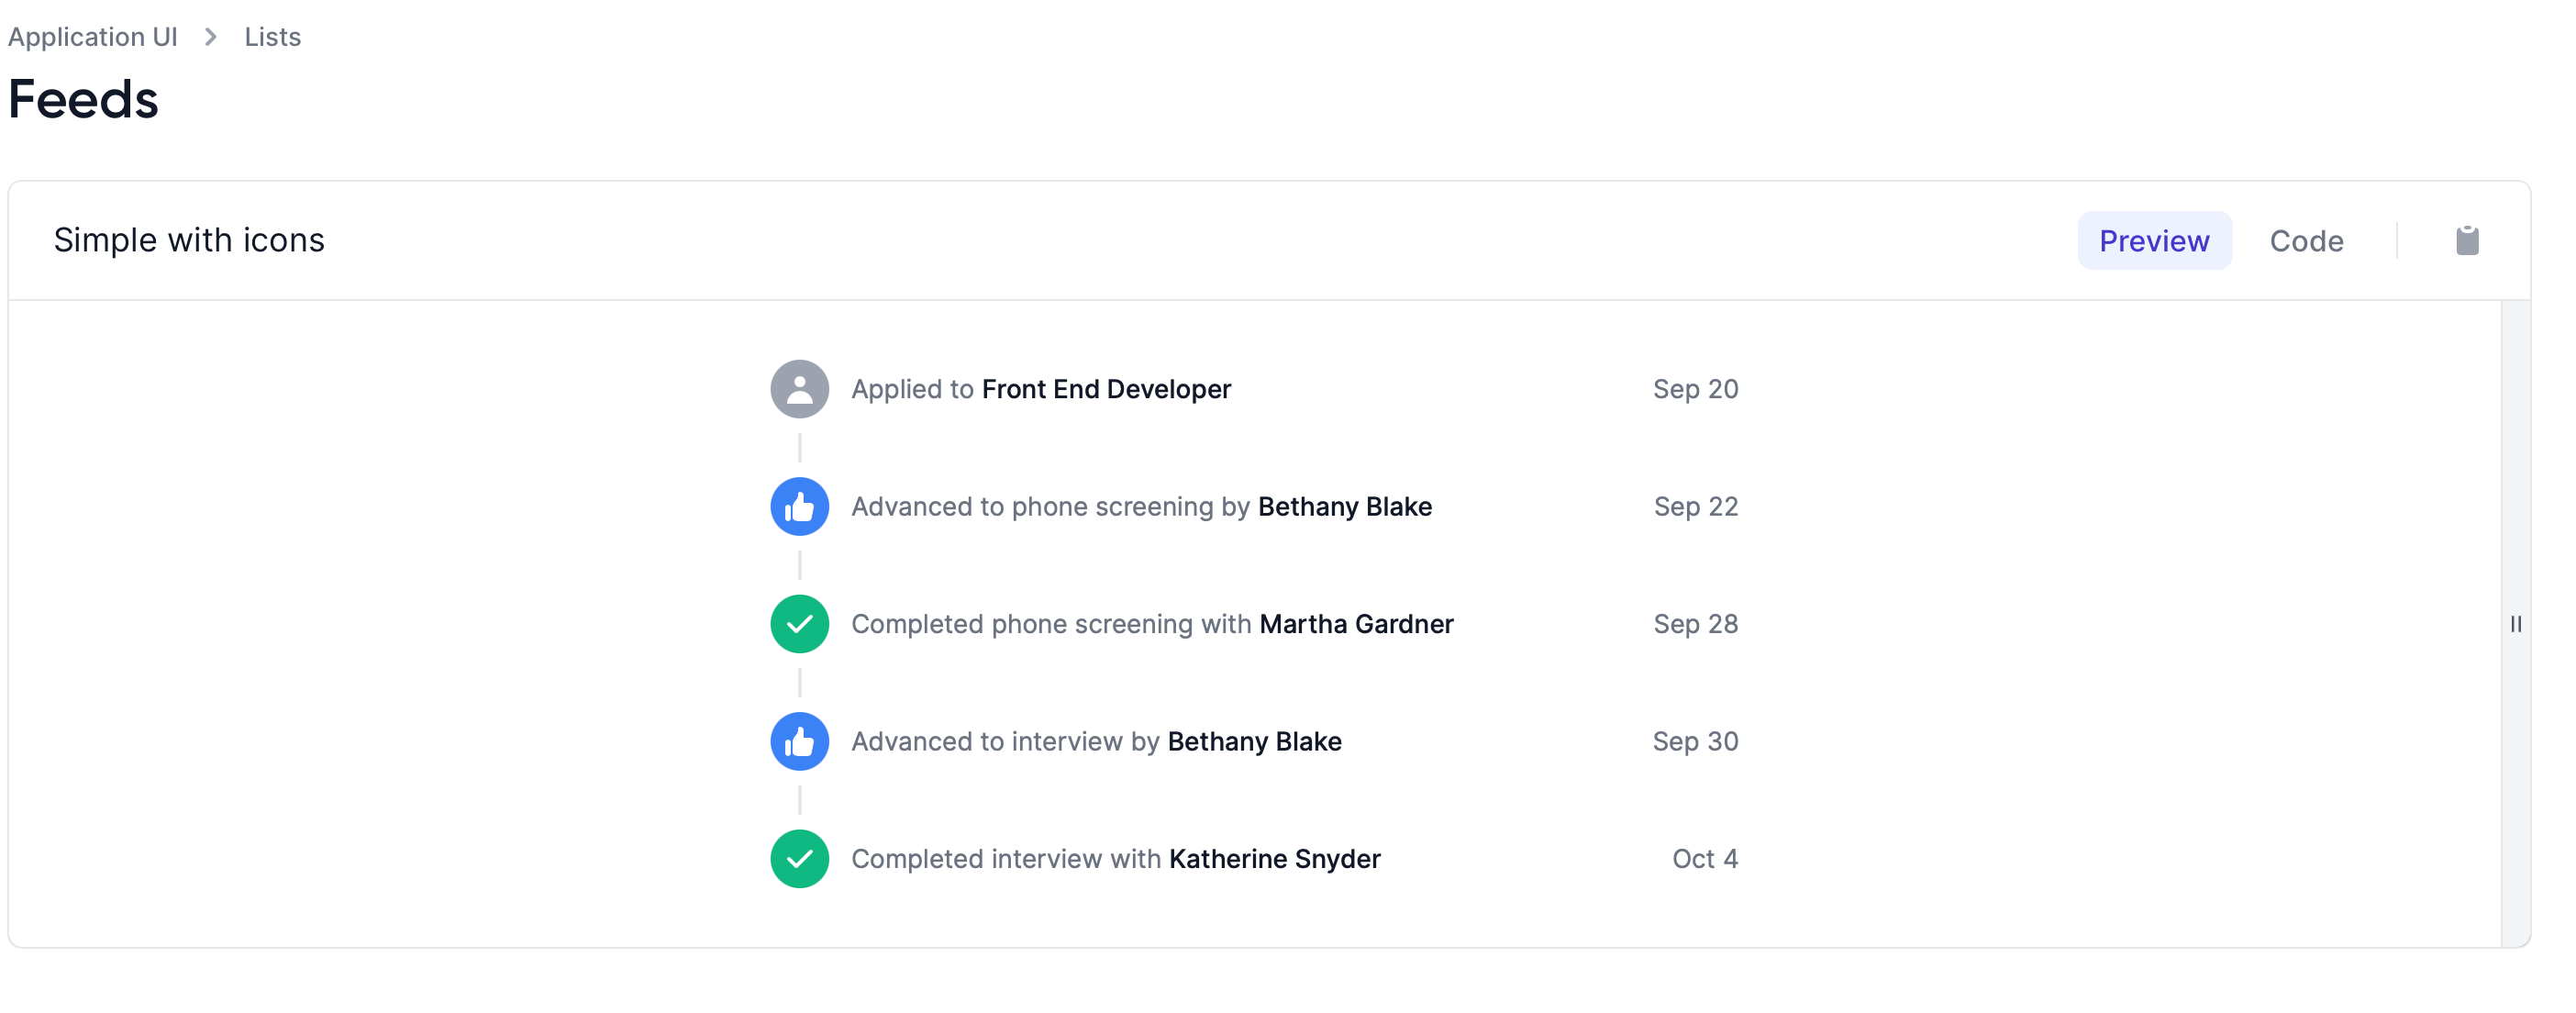 Application UI Lists
Feeds
Simple with icons Preview Code
Applied to Front End Developer Sep 20
Advanced to phone screening by Bethany Blake Sep 22
Completed phone screening with Martha Gardner Sep 28
Advanced to interview by Bethany Blake Sep 30
Completed interview with Katherine Snyder Oct 4